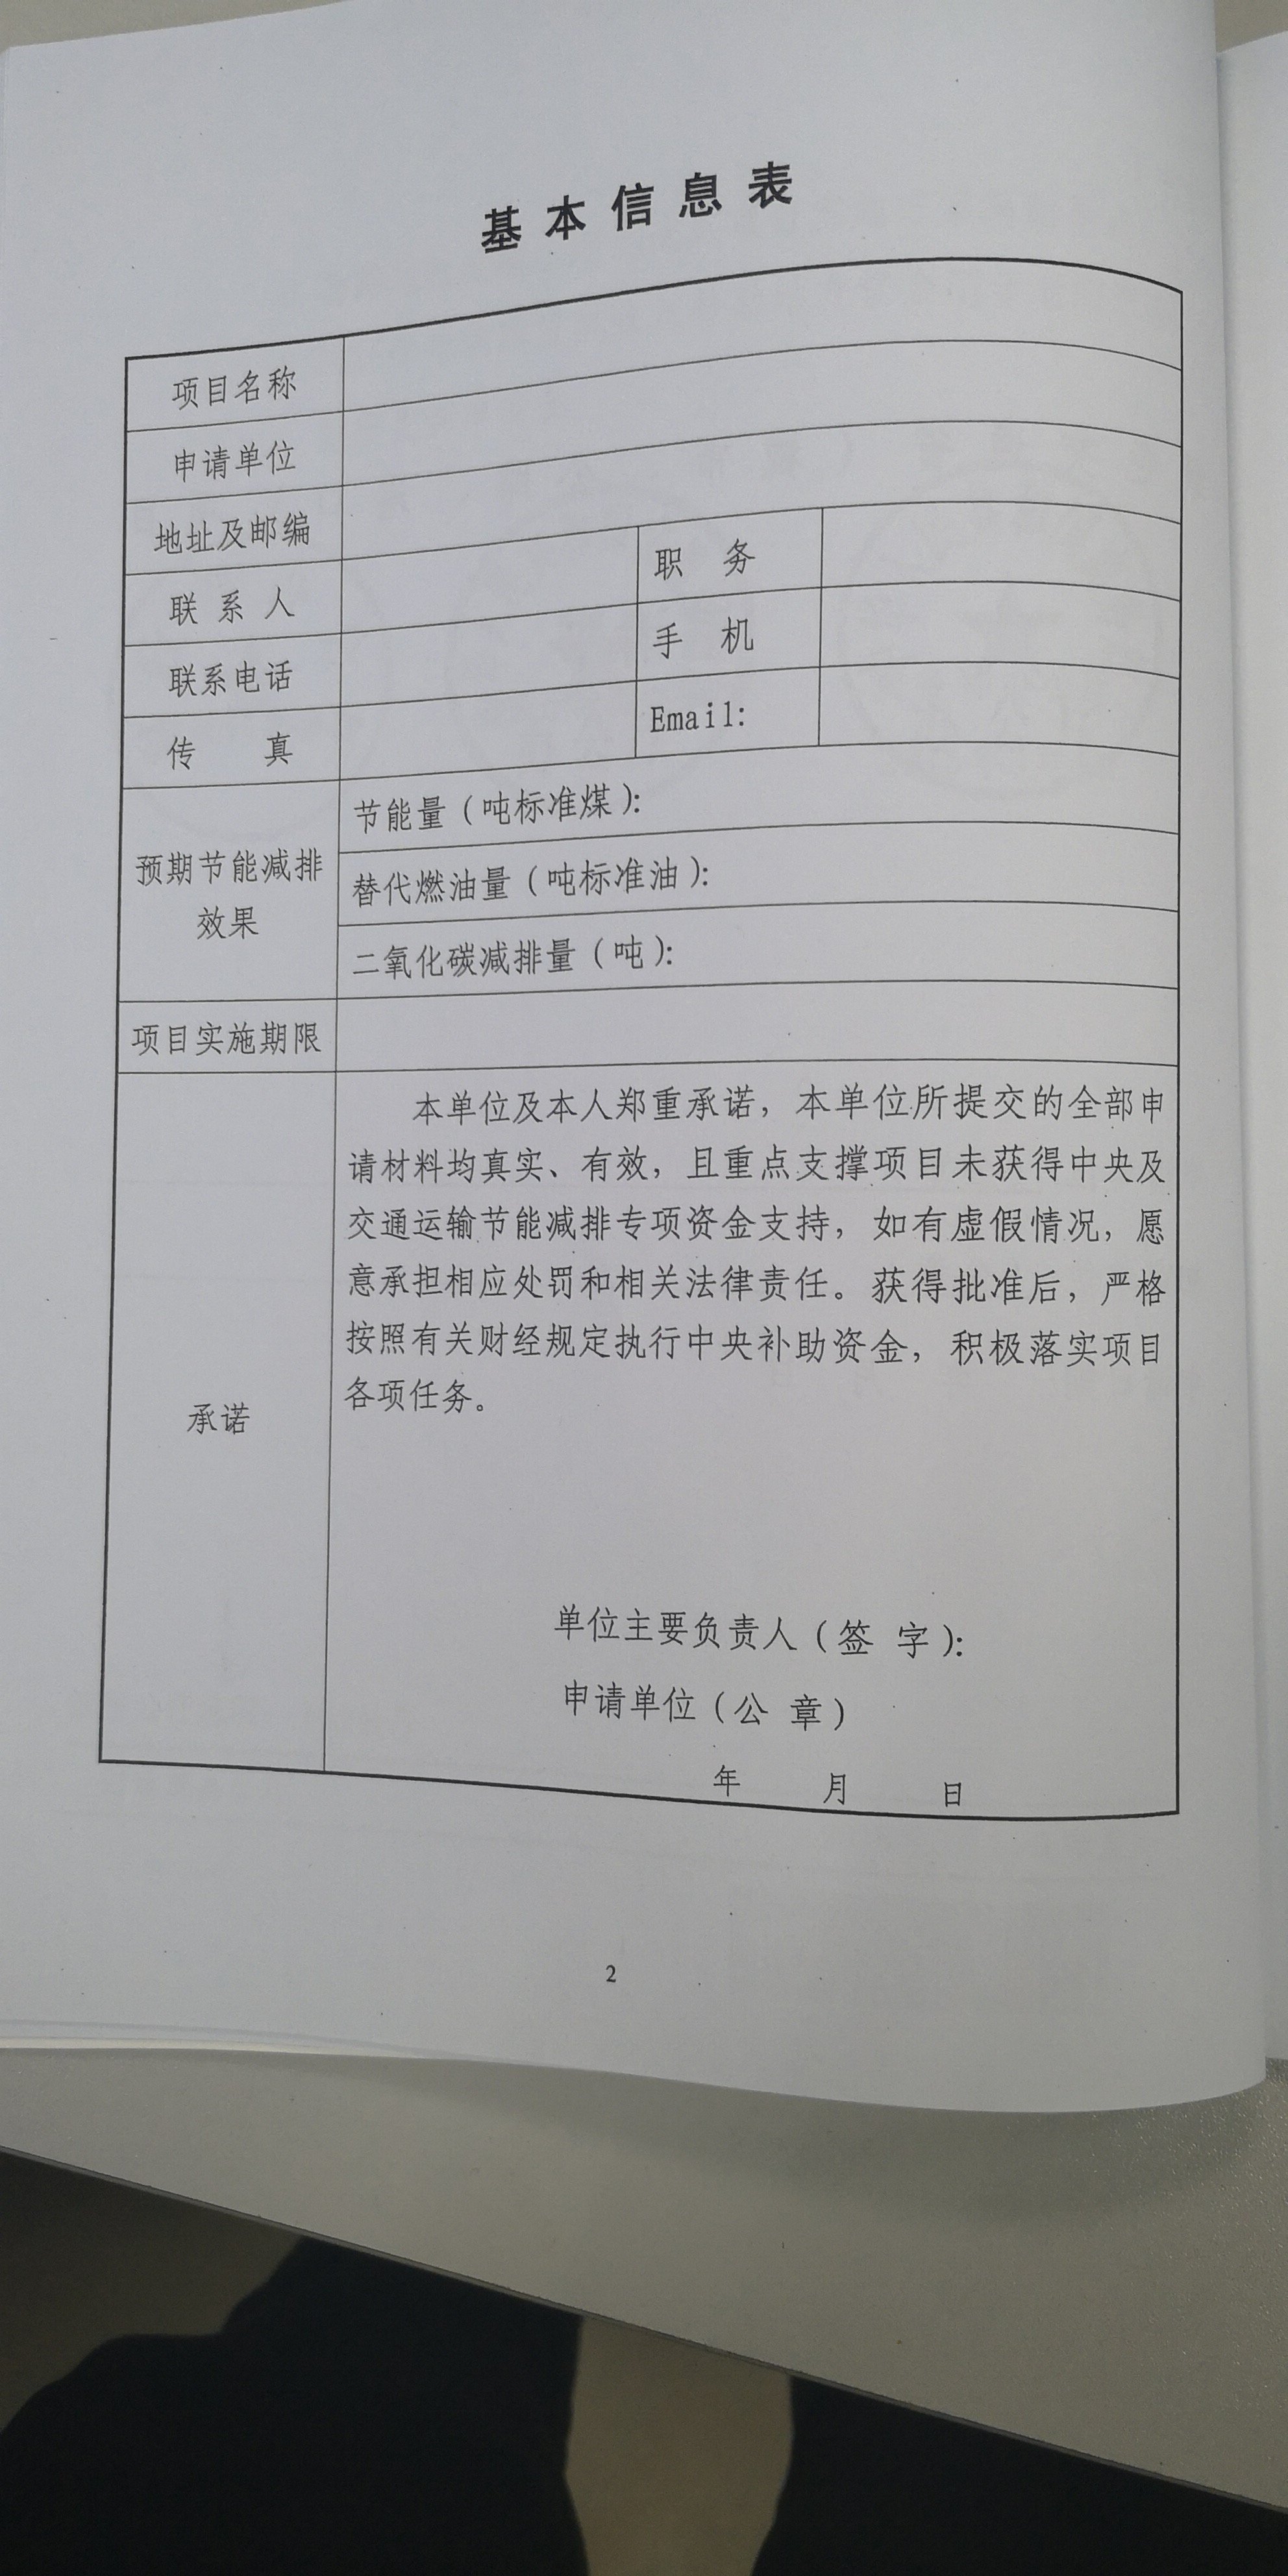 基本信息表
项目名称
申请单位
地址及邮编
联系人
职务
联系电话
手机
传真
Email:
预期节能减排
效果
节能量（吨标准煤）:
替代燃油量（吨标准油）:
二氧化碳减排量（吨）:
项目实施期限
承诺
本单位及本人郑重承诺，本单位所提交的全部申
请材料均真实、有效，且重点支撑项目未获得中央及
交通运输节能减排专项资金支持，如有虚假情况，愿
意承担相应处罚和相关法律责任。获得批准后，严格
按照有关财经规定执行中央补助资金，积极落实项目
各项任务。
单位主要负责人（签 字）:
申请单位（公 章）
年 月 日
2